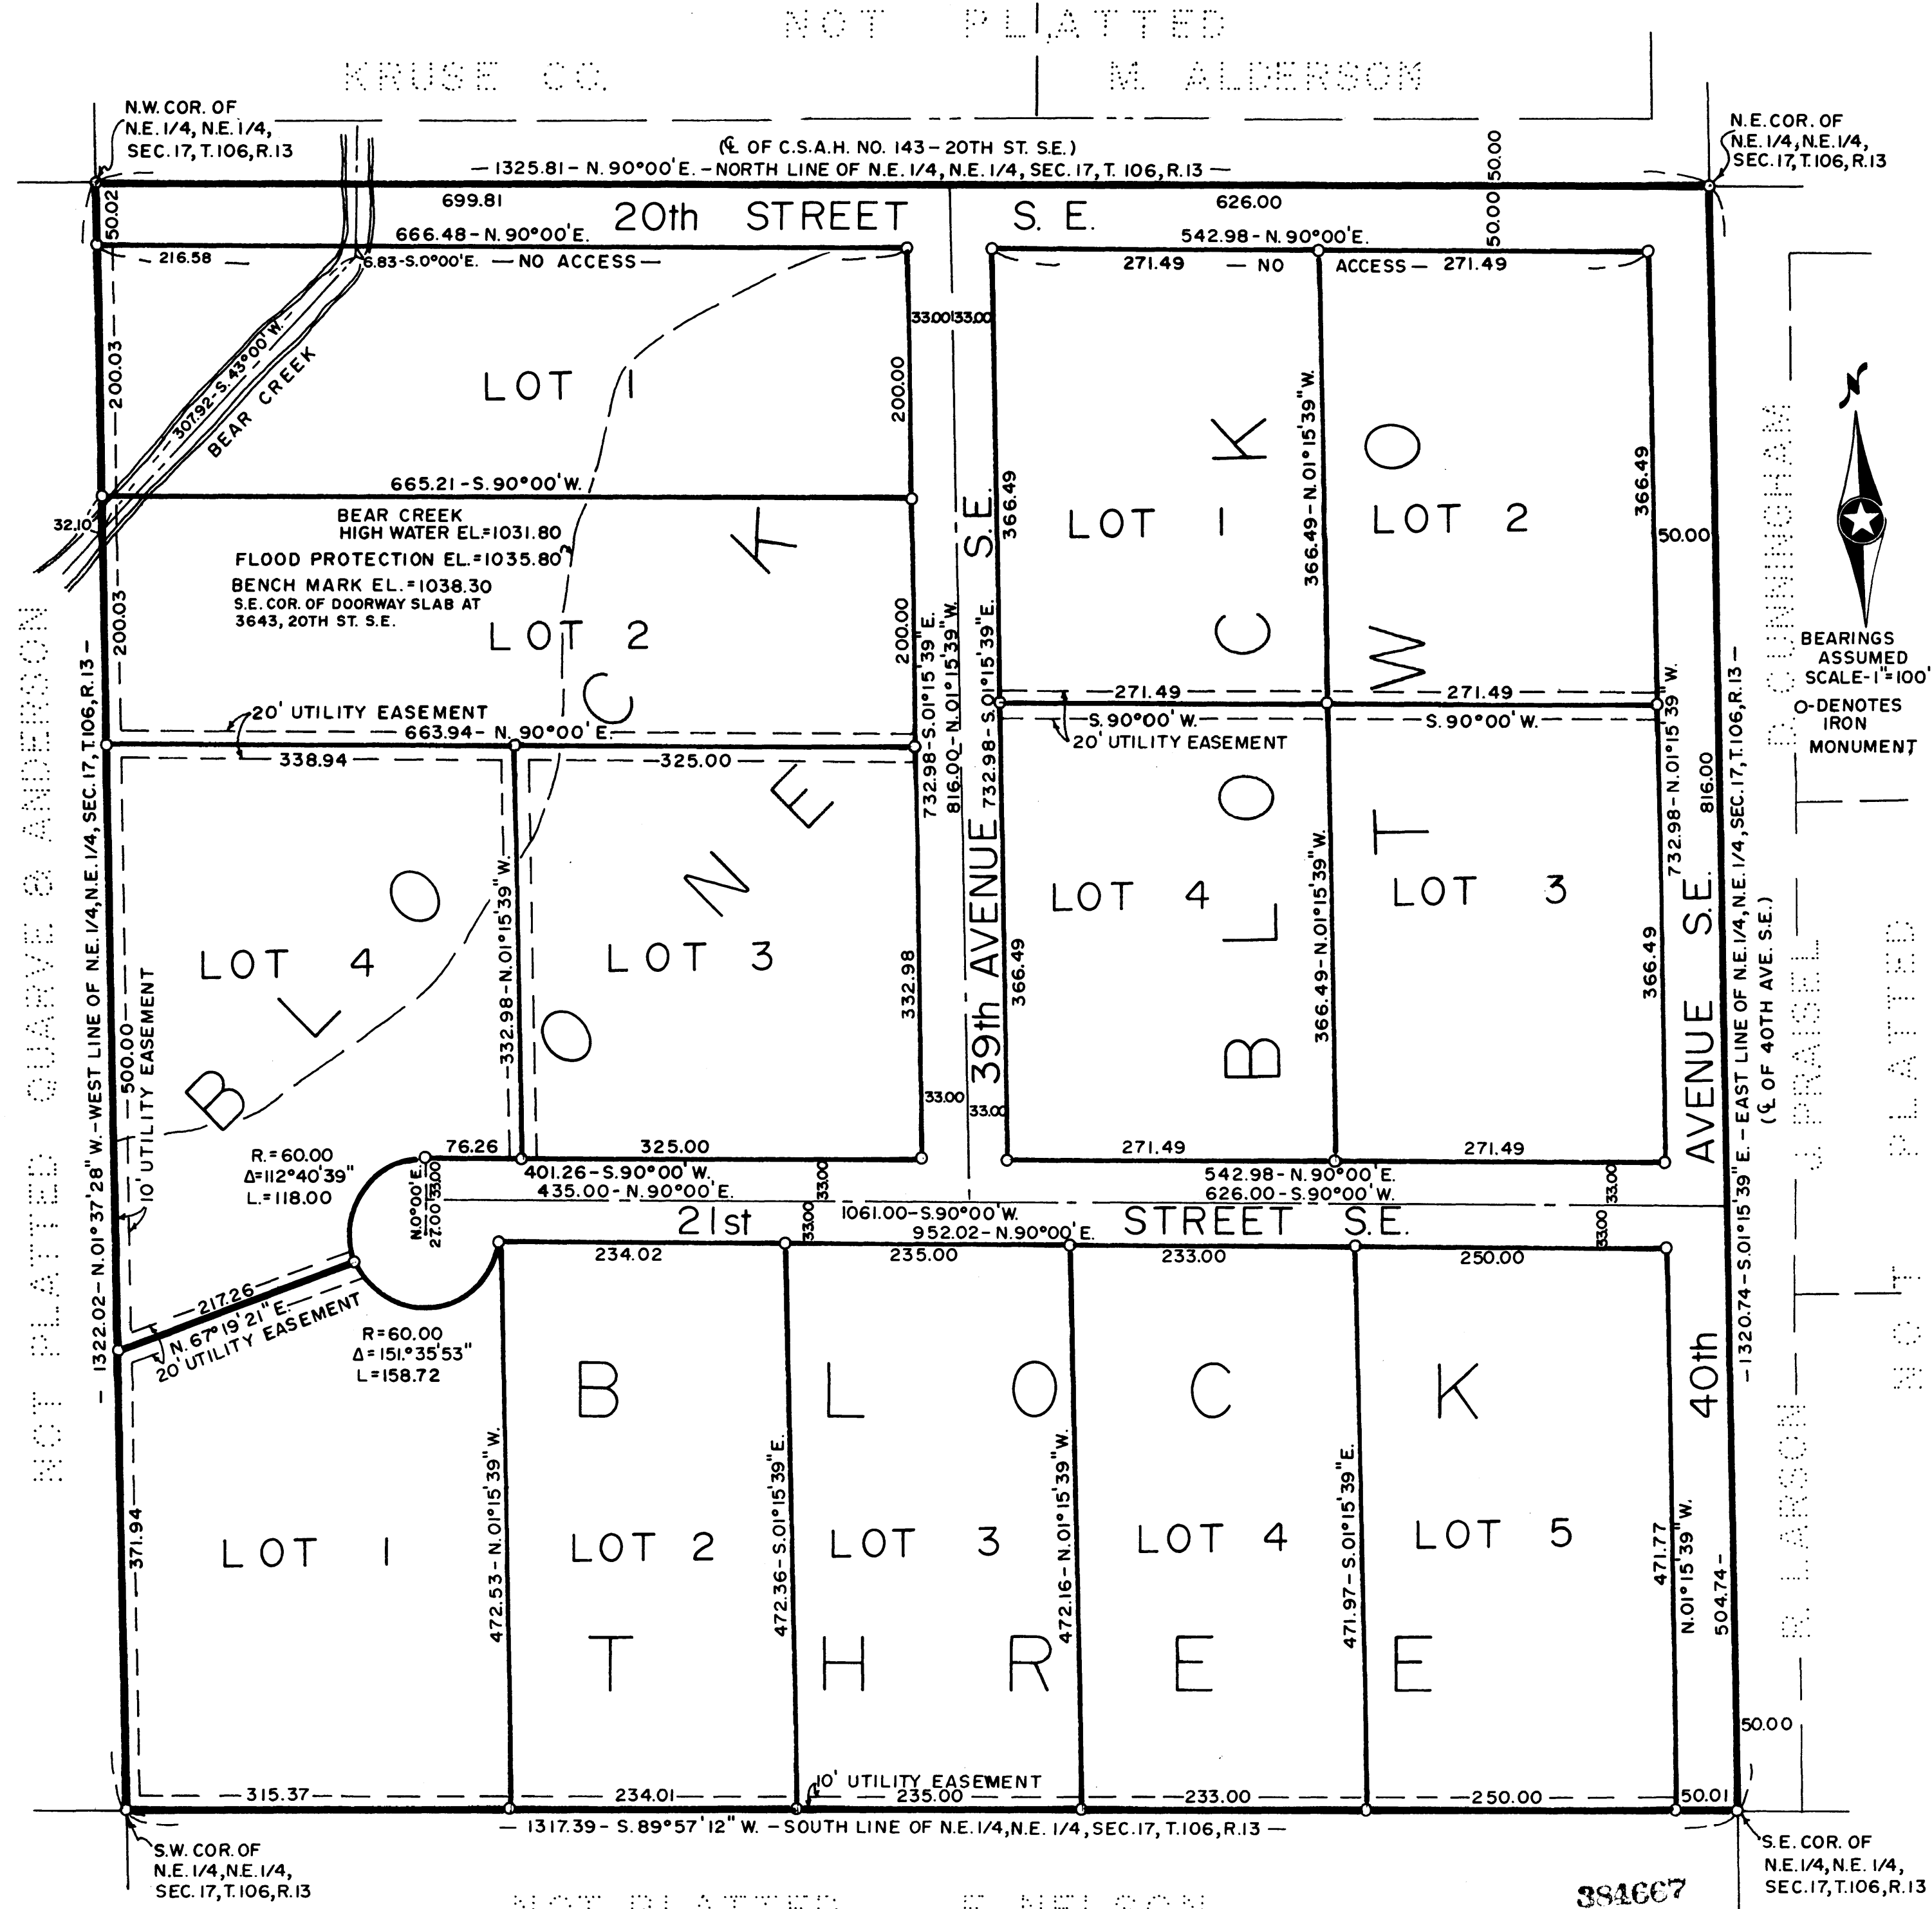 NOT PLATTED
KRUSE CO.
M. ALDERSON
N.W. COR. OF
N.E. 1/4, N.E. 1/4,
SEC. 17, T.106, R.13
N.E. COR. OF
N.E. 1/4, N.E. 1/4,
SEC. 17, T.106, R.13
(℄ OF C.S.A.H. NO. 143 – 20TH ST. S.E.)
1325.81 – N. 90°00' E. – NORTH LINE OF N.E. 1/4, N.E. 1/4, SEC. 17, T. 106, R.13
50.00
50.00
50.02
699.81
20th STREET S. E.
626.00
666.48 – N. 90°00' E.
542.98 – N. 90°00' E.
216.58
5.83 – S.0°00' E. — NO ACCESS —
271.49 — NO ACCESS — 271.49
307.92 – S. 43°00' W.
BEAR CREEK
33.00 33.00
200.03
LOT 1
200.00
665.21 – S. 90°00' W.
32.10
BEAR CREEK
HIGH WATER EL.=1031.80
FLOOD PROTECTION EL.=1035.80
BENCH MARK EL.=1038.30
S.E. COR. OF DOORWAY SLAB AT
3643, 20TH ST. S.E.
LOT 2
200.03
200.00
20' UTILITY EASEMENT
663.94 – N. 90°00' E.
338.94
325.00
732.98 – S. 01°15'39" E.
816.00 – N. 01°15'39" W.
732.98 – S. 01°15'39" E.
39th AVENUE S.E.
366.49
LOT 1
366.49 – N. 01°15'39" W.
LOT 2
366.49
50.00
271.49
271.49
S. 90°00' W.
S. 90°00' W.
20' UTILITY EASEMENT
732.98 – N. 01°15'39" W.
816.00
N
BEARINGS
ASSUMED
SCALE – 1"=100'
O-DENOTES
IRON
MONUMENT
LOT 4
500.00
10' UTILITY EASEMENT
332.98 – N. 01°15'39" W.
LOT 3
332.98
BLOCK ONE
33.00
33.00
LOT 4
366.49
366.49 – N. 01°15'39" W.
LOT 3
366.49
BLOCK TWO
40th AVENUE S.E.
NOT PLATTED QUARVE & ANDERSON
1322.02 – N. 01°37'28" W. – WEST LINE OF N.E. 1/4, N.E. 1/4, SEC. 17, T.106, R.13
1320.74 – S. 01°15'39" E. – EAST LINE OF N.E. 1/4, N.E. 1/4, SEC. 17, T.106, R.13
(℄ OF 40TH AVE. S.E.)
D. CUNNINGHAM
J. PRAISEL
R. LARSON
NOT PLATTED
R.=60.00
Δ=112°40'39"
L.=118.00
76.26
325.00
401.26 – S. 90°00' W.
435.00 – N. 90°00' E.
N. 0°00' E.
27.00 33.00
33.00
33.00
271.49
271.49
542.98 – N. 90°00' E.
626.00 – S. 90°00' W.
33.00
33.00
21st STREET S.E.
1061.00 – S. 90°00' W.
952.02 – N. 90°00' E.
234.02
235.00
233.00
250.00
217.26
N. 67°19'21" E.
20' UTILITY EASEMENT
R=60.00
Δ=151°35'53"
L=158.72
BLOCK
THREE
371.94
LOT 1
472.53 – N. 01°15'39" W.
LOT 2
472.36 – S. 01°15'39" E.
LOT 3
472.16 – N. 01°15'39" W.
LOT 4
471.97 – S. 01°15'39" E.
LOT 5
471.77
N. 01°15'39" W.
504.74
50.00
10' UTILITY EASEMENT
315.37
234.01
235.00
233.00
250.00
50.01
1317.39 – S. 89°57'12" W. – SOUTH LINE OF N.E. 1/4, N.E. 1/4, SEC. 17, T.106, R.13
S.W. COR. OF
N.E. 1/4, N.E. 1/4,
SEC. 17, T.106, R.13
S.E. COR. OF
N.E. 1/4, N.E. 1/4,
SEC. 17, T.106, R.13
NOT PLATTED
E. NELSON
384667